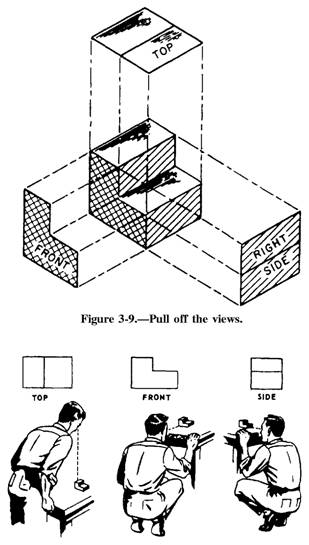 TOP
FRONT
RIGHT
SIDE
Figure 3-9.—Pull off the views.
TOP
FRONT
SIDE